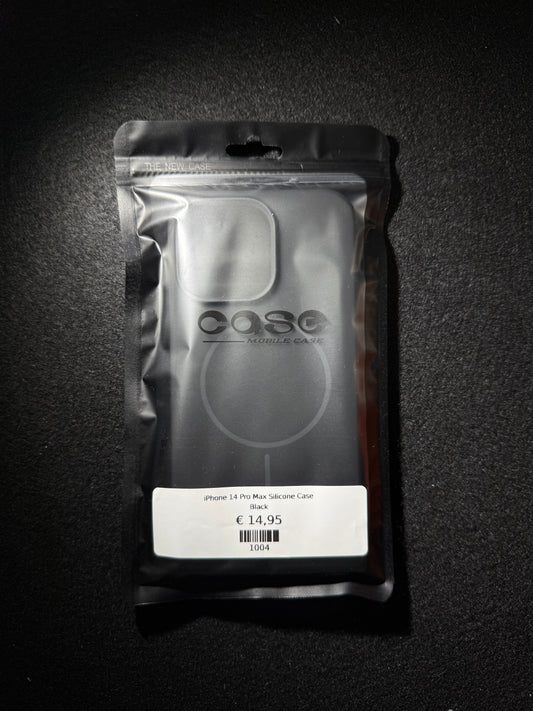 THE NEW CASE
case
MOBILE CASE
iPhone 14 Pro Max Silicone Case
Black
€ 14,95
1004